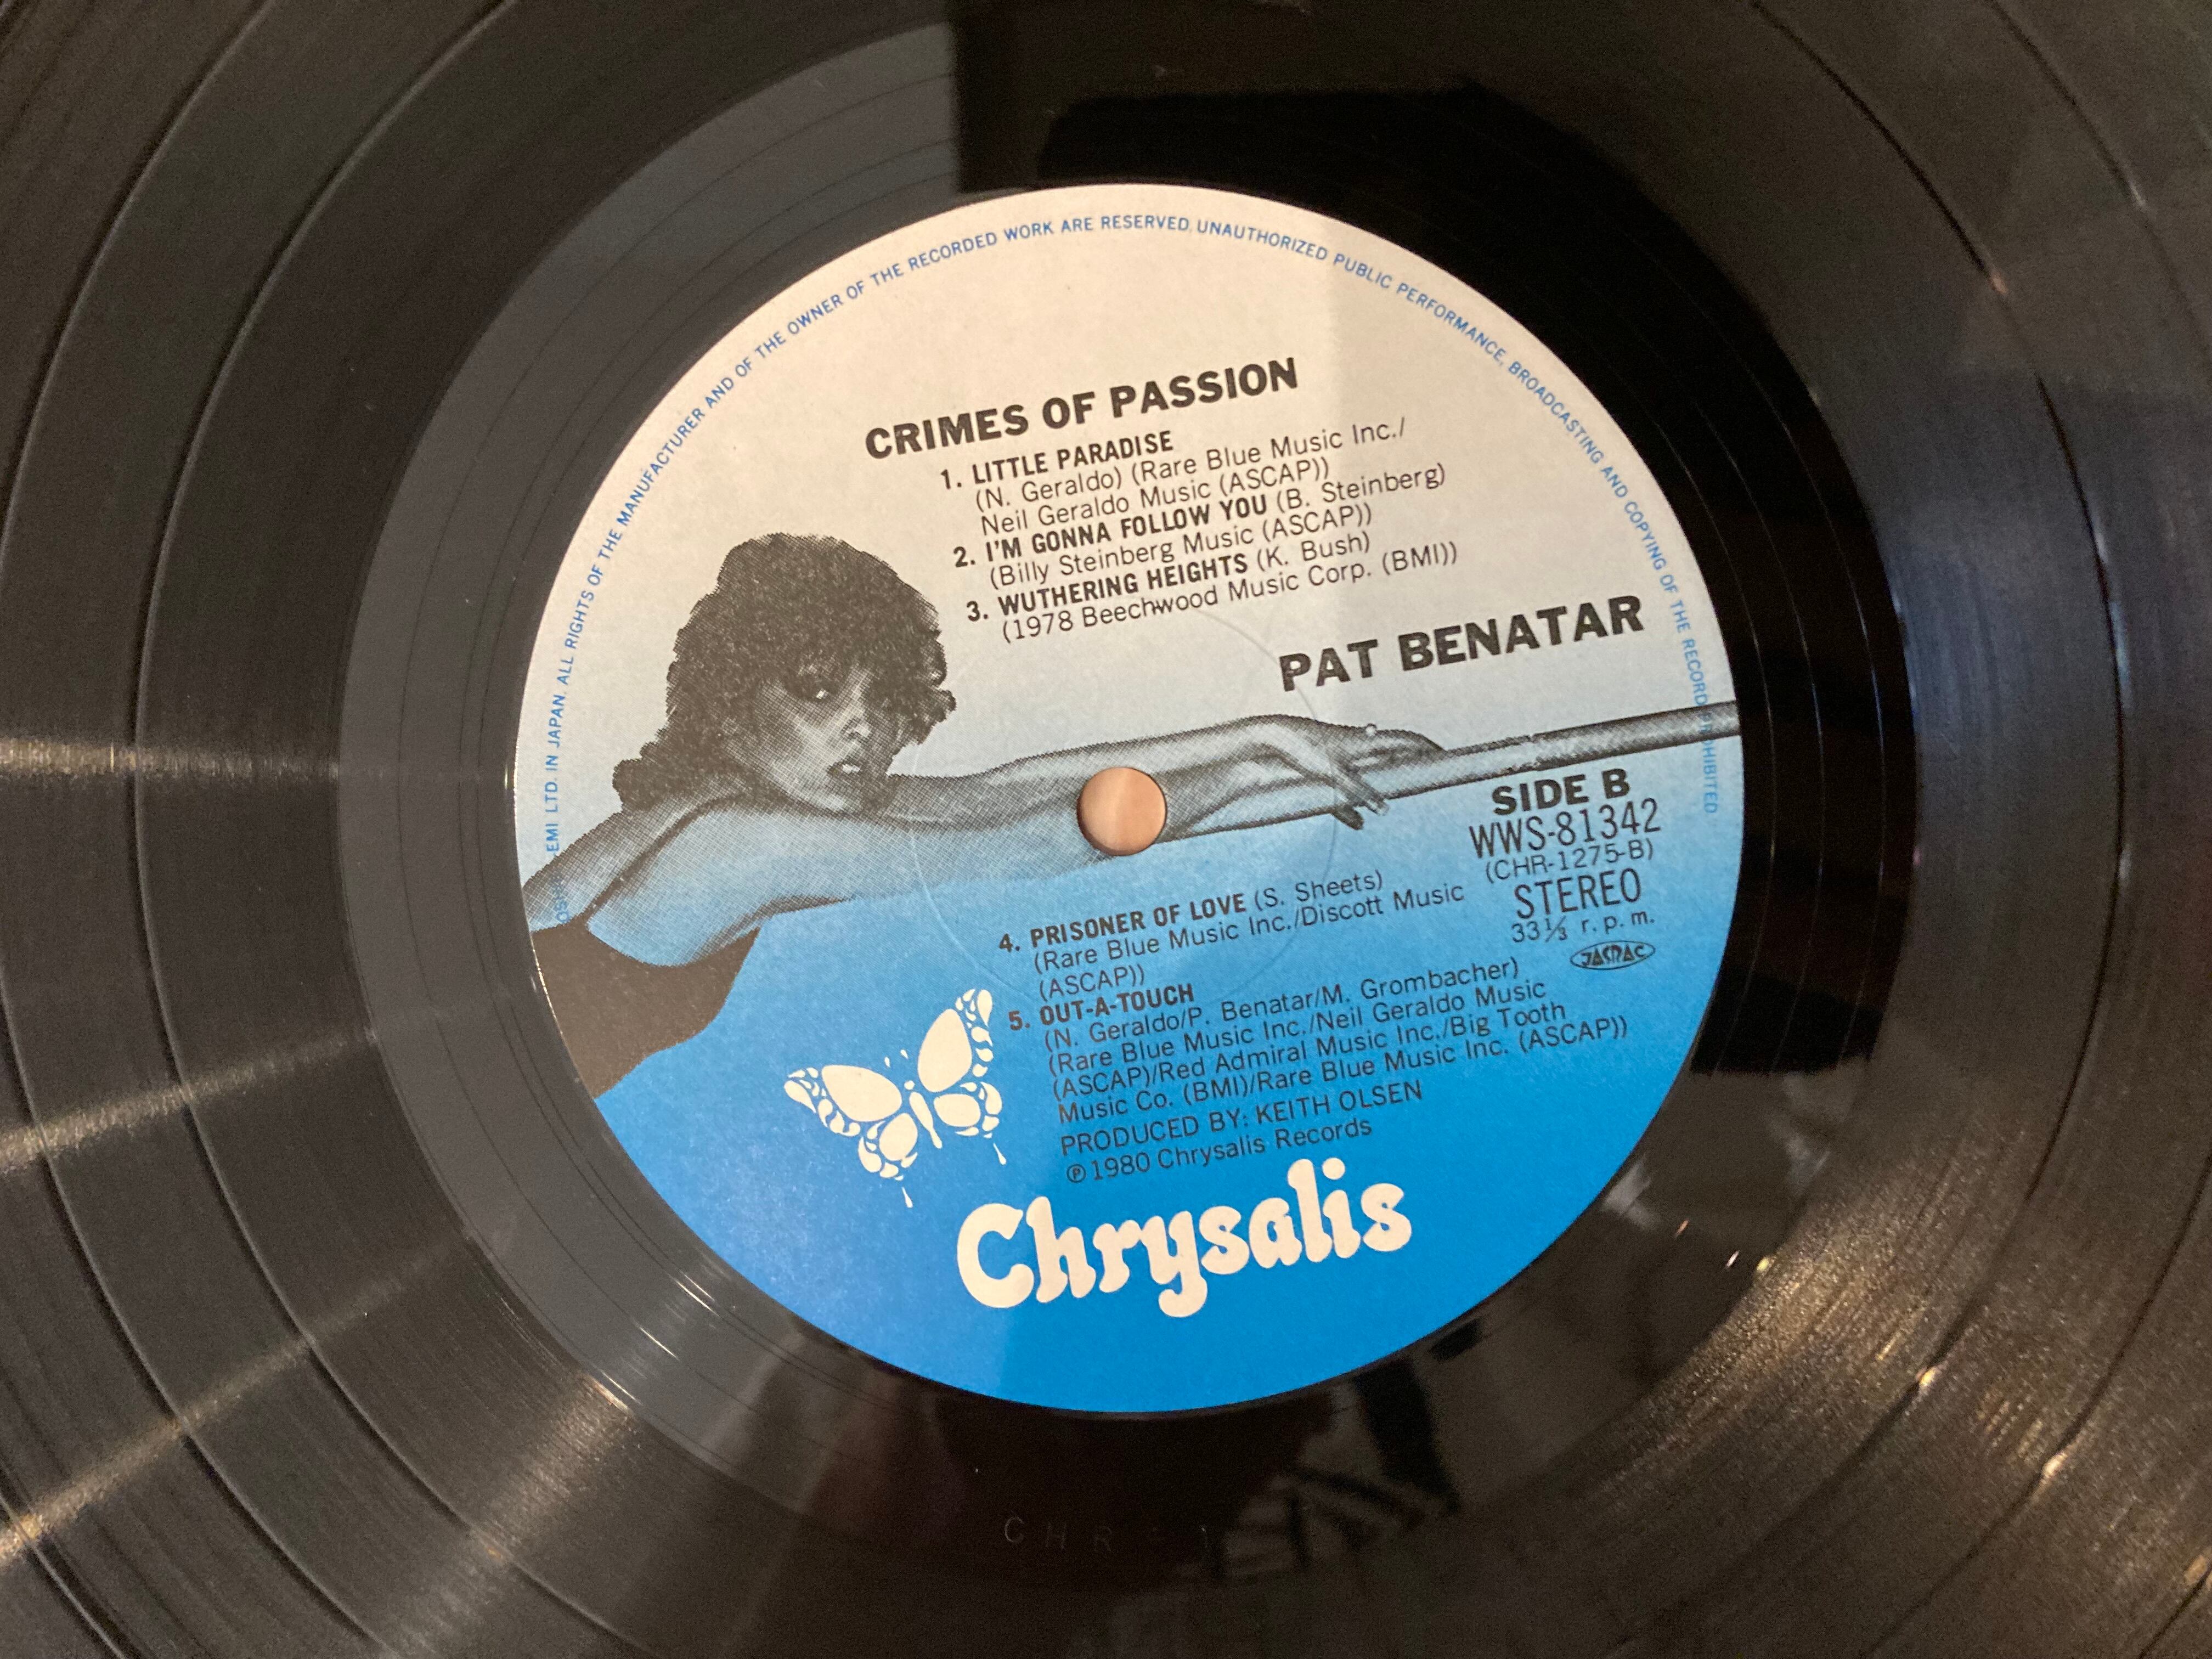 OSHIBA-EMI LTD. IN JAPAN. ALL RIGHTS OF THE MANUFACTURER AND OF THE OWNER OF THE RECORDED WORK ARE RESERVED. UNAUTHORIZED PUBLIC PERFORMANCE, BROADCASTING AND COPYING OF THE RECORD PROHIBITED
CRIMES OF PASSION
1. LITTLE PARADISE
(N. Geraldo) (Rare Blue Music Inc./
Neil Geraldo Music (ASCAP))
2. I'M GONNA FOLLOW YOU (B. Steinberg)
(Billy Steinberg Music (ASCAP))
3. WUTHERING HEIGHTS (K. Bush)
(1978 Beechwood Music Corp. (BMI))
PAT BENATAR
SIDE B
WWS-81342
(CHR-1275-B)
STEREO
33⅓ r.p.m.
JASRAC
4. PRISONER OF LOVE (S. Sheets)
(Rare Blue Music Inc./Discott Music
(ASCAP))
5. OUT-A-TOUCH
(N. Geraldo/P. Benatar/M. Grombacher)
(Rare Blue Music Inc./Neil Geraldo Music
(ASCAP)/Red Admiral Music Inc./Big Tooth
Music Co. (BMI)/Rare Blue Music Inc. (ASCAP))
PRODUCED BY: KEITH OLSEN
℗1980 Chrysalis Records
Chrysalis
CHR-1